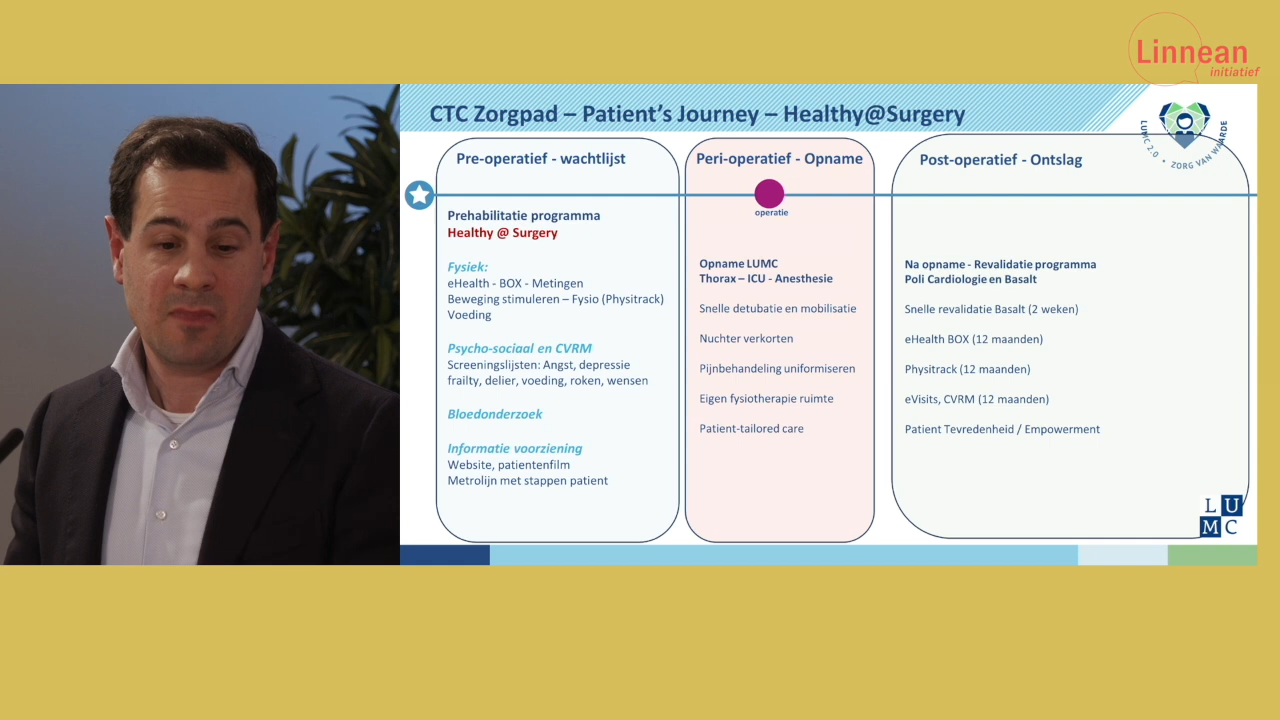 Linnean
initiatief
CTC Zorgpad – Patient's Journey – Healthy@Surgery
LUMC 2.0 • ZORG VAN WAARDE
Pre-operatief - wachtlijst
Prehabilitatie programma
Healthy @ Surgery
Fysiek:
eHealth - BOX - Metingen
Beweging stimuleren – Fysio (Physitrack)
Voeding
Psycho-sociaal en CVRM
Screeningslijsten: Angst, depressie
frailty, delier, voeding, roken, wensen
Bloedonderzoek
Informatie voorziening
Website, patientenfilm
Metrolijn met stappen patient
Peri-operatief - Opname
operatie
Opname LUMC
Thorax – ICU - Anesthesie
Snelle detubatie en mobilisatie
Nuchter verkorten
Pijnbehandeling uniformiseren
Eigen fysiotherapie ruimte
Patient-tailored care
Post-operatief - Ontslag
Na opname - Revalidatie programma
Poli Cardiologie en Basalt
Snelle revalidatie Basalt (2 weken)
eHealth BOX (12 maanden)
Physitrack (12 maanden)
eVisits, CVRM (12 maanden)
Patient Tevredenheid / Empowerment
L U
M C